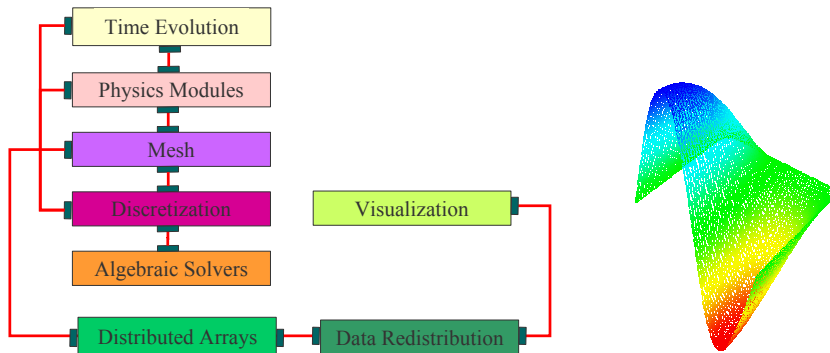 Time Evolution
Physics Modules
Mesh
Discretization
Visualization
Algebraic Solvers
Distributed Arrays
Data Redistribution